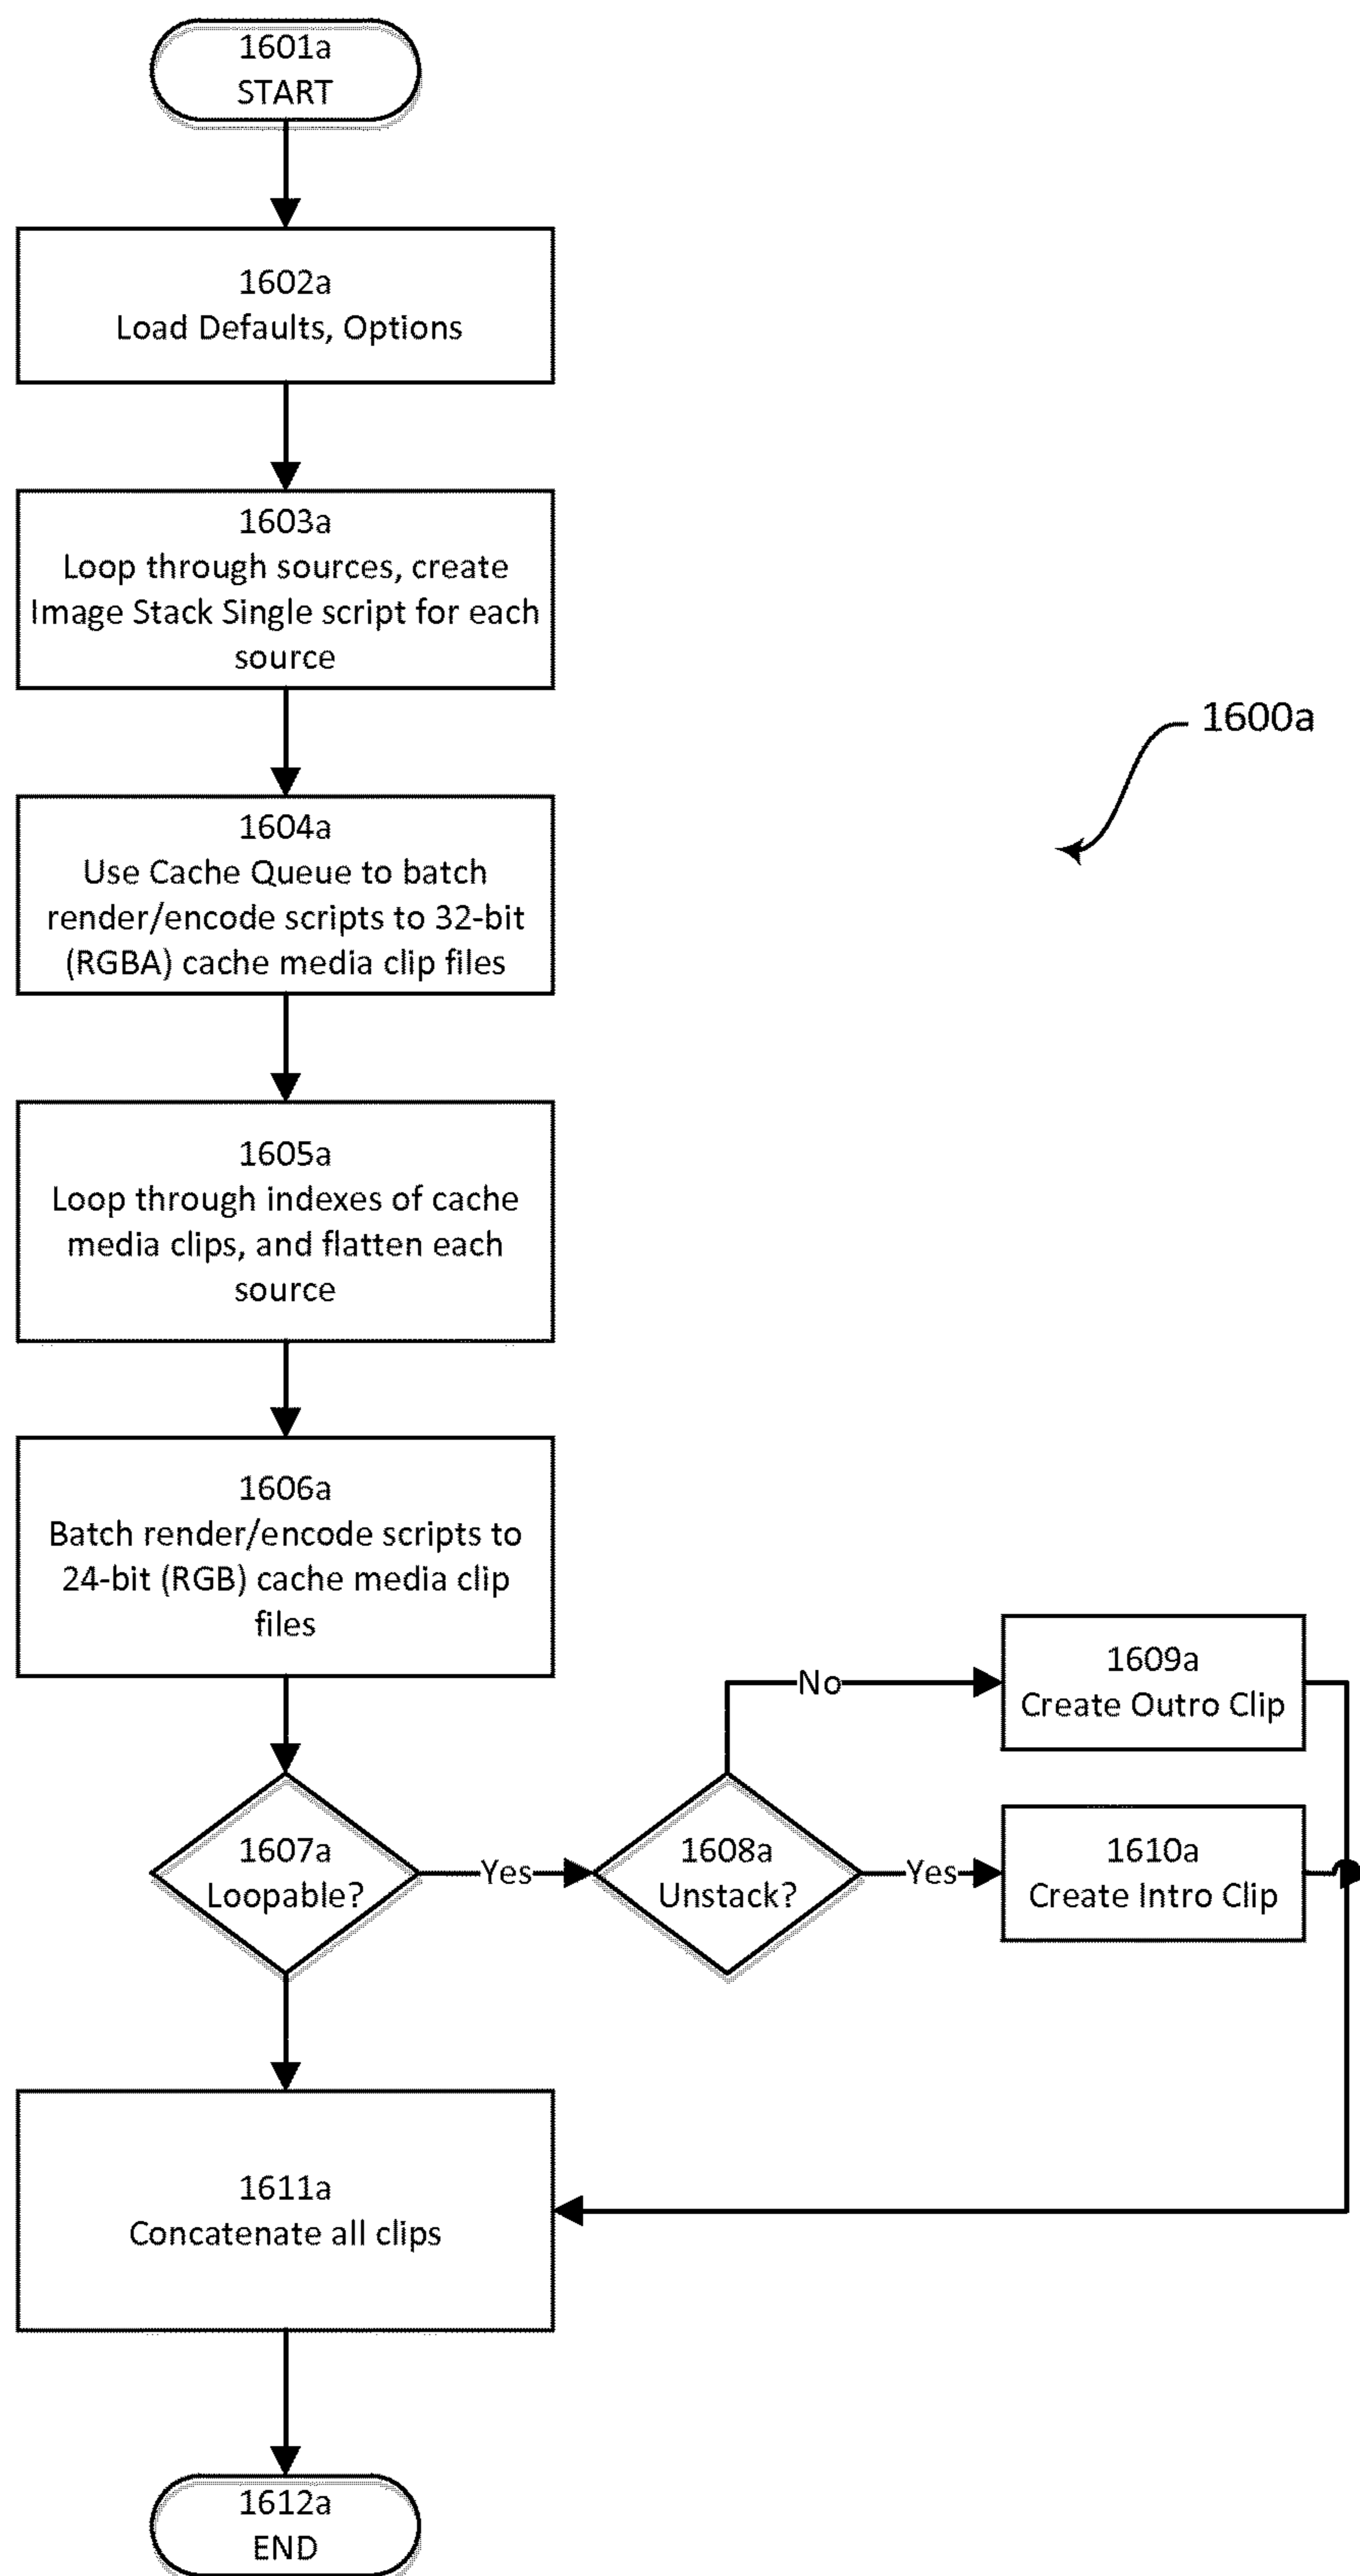 1601a
START
1602a
Load Defaults, Options
1603a
Loop through sources, create
Image Stack Single script for each
source
1600a
1604a
Use Cache Queue to batch
render/encode scripts to 32-bit
(RGBA) cache media clip files
1605a
Loop through indexes of cache
media clips, and flatten each
source
1606a
Batch render/encode scripts to
24-bit (RGB) cache media clip
files
1607a
Loopable?
Yes
1608a
Unstack?
No
1609a
Create Outro Clip
Yes
1610a
Create Intro Clip
1611a
Concatenate all clips
1612a
END